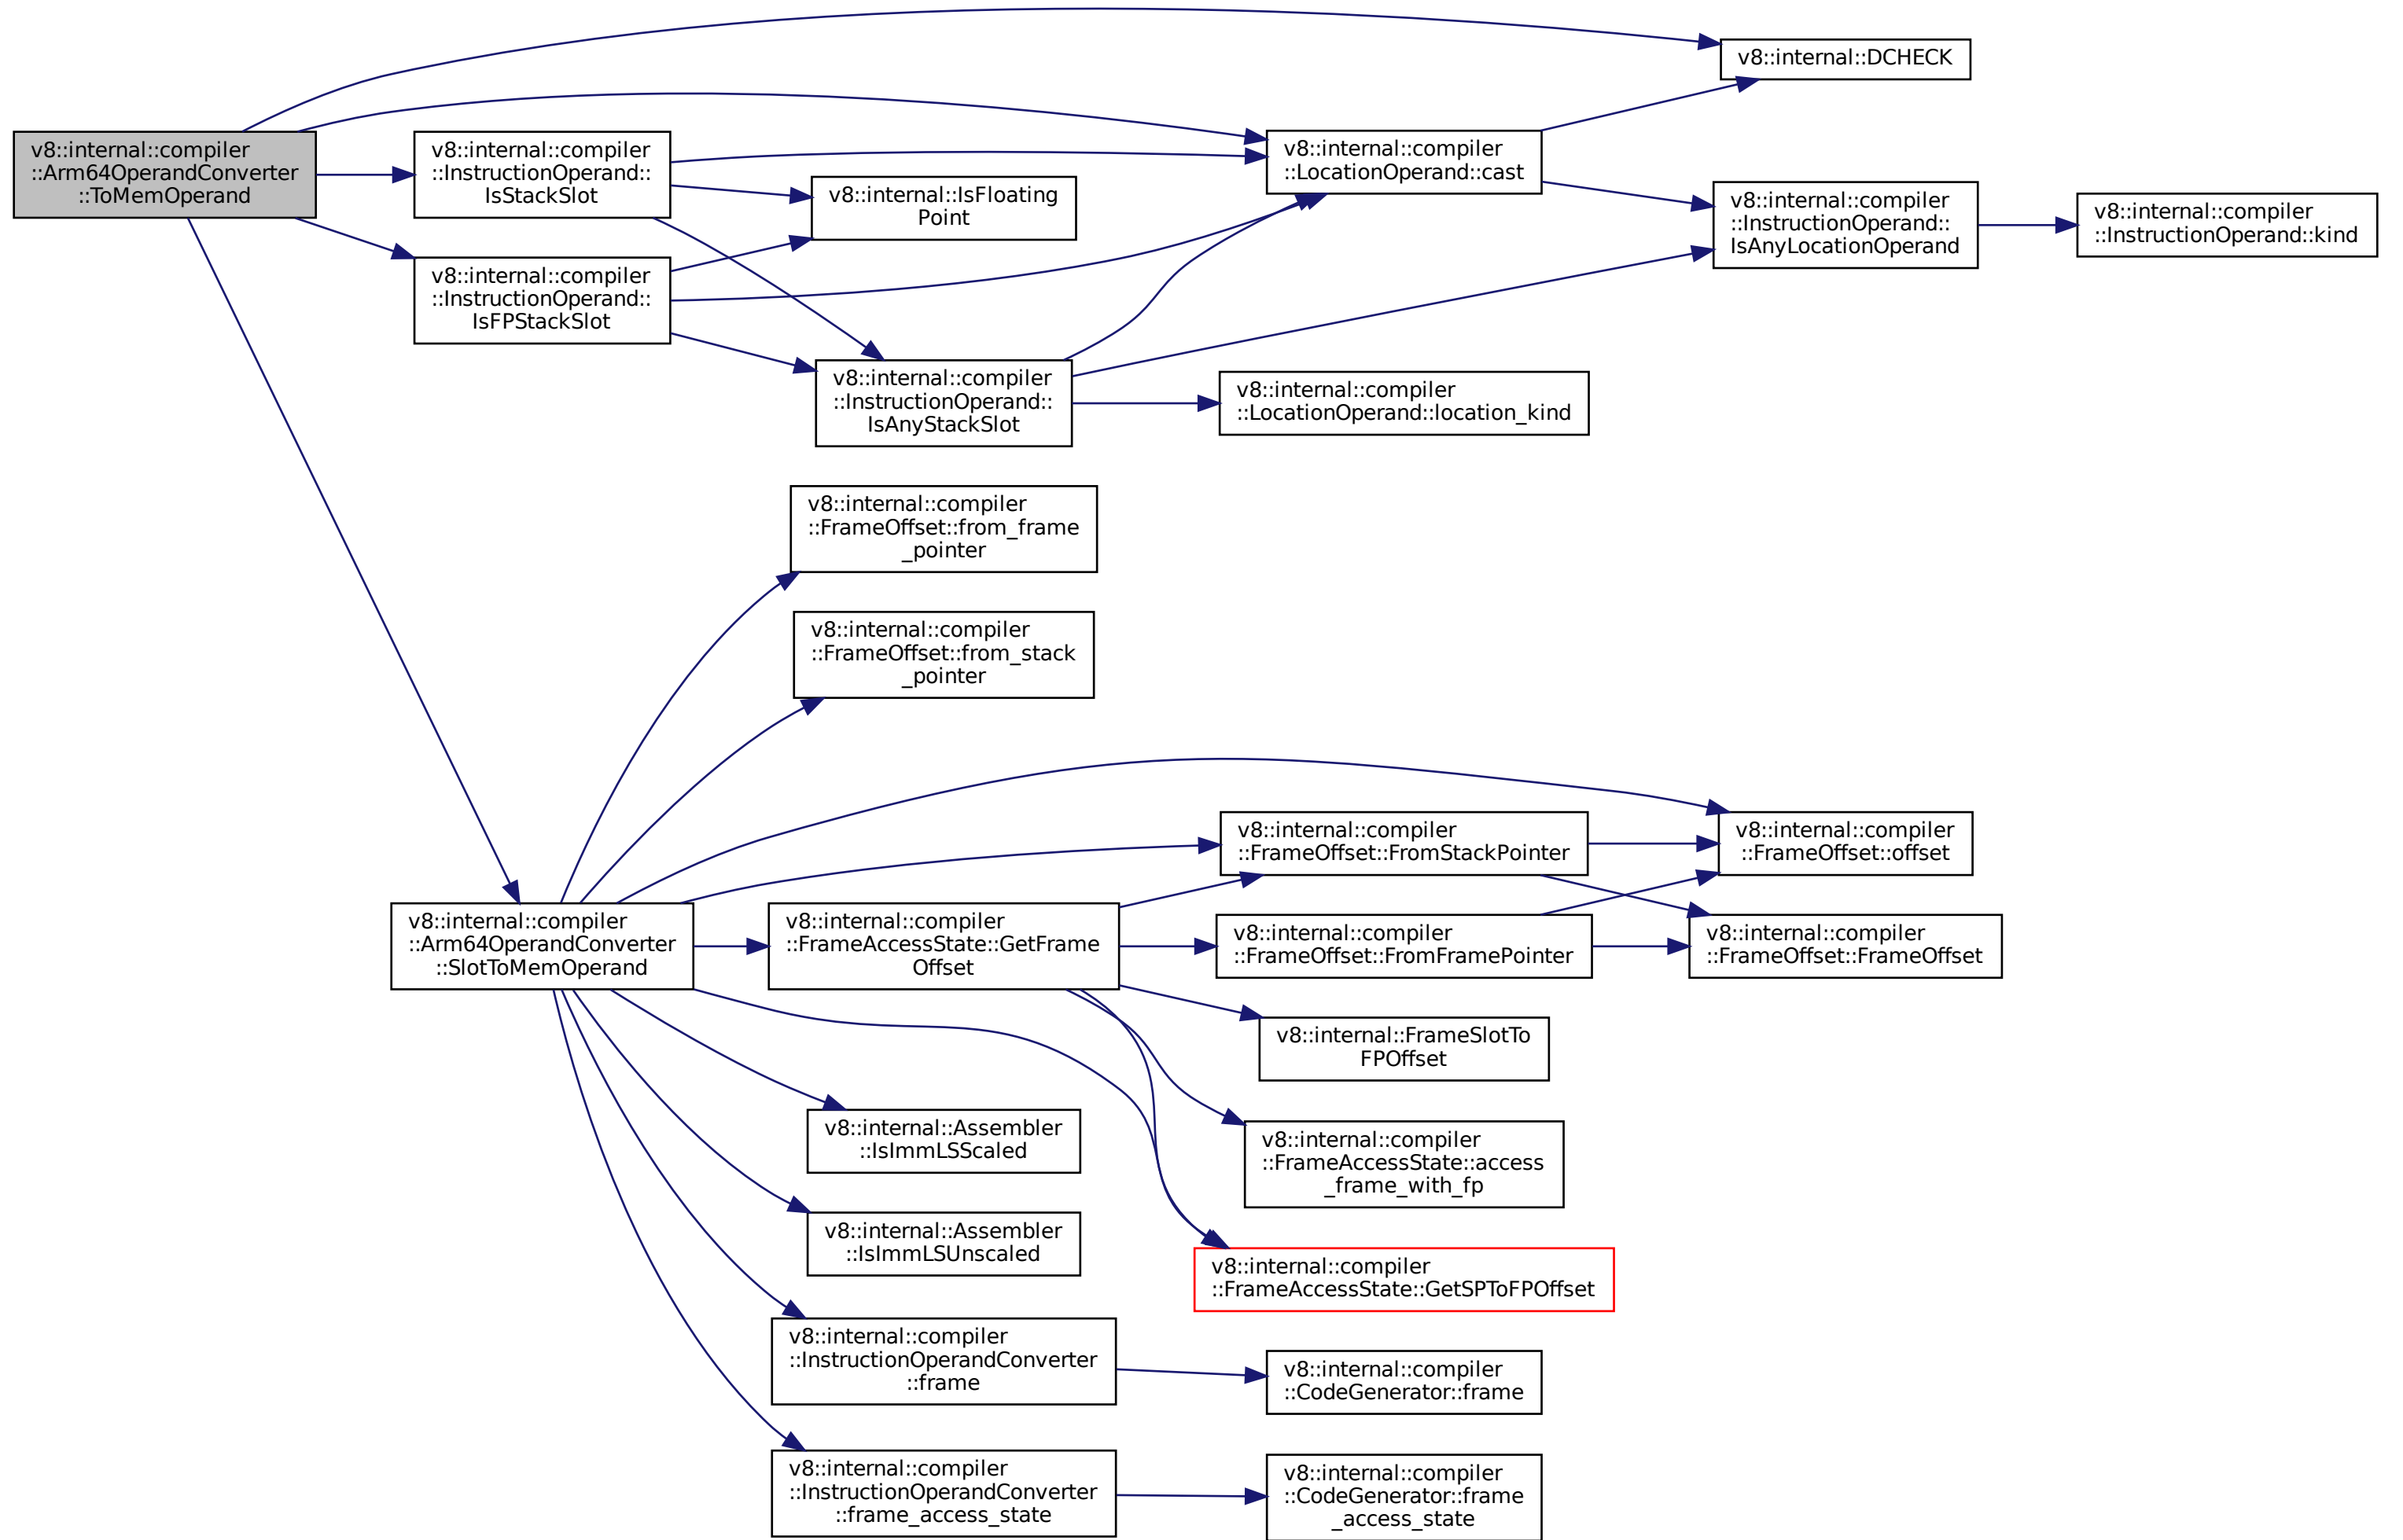 v8::internal::DCHECK
v8::internal::compiler
::Arm64OperandConverter
::ToMemOperand
v8::internal::compiler
::InstructionOperand::
IsStackSlot
v8::internal::compiler
::LocationOperand::cast
v8::internal::IsFloating
Point
v8::internal::compiler
::InstructionOperand::
IsAnyLocationOperand
v8::internal::compiler
::InstructionOperand::kind
v8::internal::compiler
::InstructionOperand::
IsFPStackSlot
v8::internal::compiler
::InstructionOperand::
IsAnyStackSlot
v8::internal::compiler
::LocationOperand::location_kind
v8::internal::compiler
::FrameOffset::from_frame
_pointer
v8::internal::compiler
::FrameOffset::from_stack
_pointer
v8::internal::compiler
::FrameOffset::FromStackPointer
v8::internal::compiler
::FrameOffset::offset
v8::internal::compiler
::Arm64OperandConverter
::SlotToMemOperand
v8::internal::compiler
::FrameAccessState::GetFrame
Offset
v8::internal::compiler
::FrameOffset::FromFramePointer
v8::internal::compiler
::FrameOffset::FrameOffset
v8::internal::FrameSlotTo
FPOffset
v8::internal::Assembler
::IsImmLSScaled
v8::internal::compiler
::FrameAccessState::access
_frame_with_fp
v8::internal::Assembler
::IsImmLSUnscaled
v8::internal::compiler
::FrameAccessState::GetSPToFPOffset
v8::internal::compiler
::InstructionOperandConverter
::frame
v8::internal::compiler
::CodeGenerator::frame
v8::internal::compiler
::InstructionOperandConverter
::frame_access_state
v8::internal::compiler
::CodeGenerator::frame
_access_state